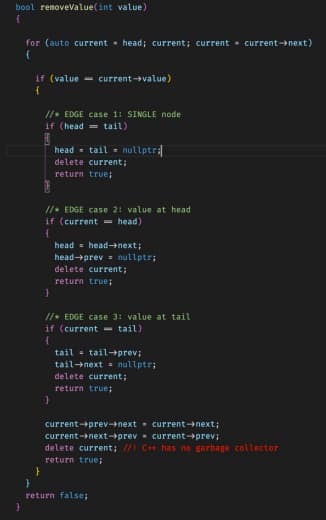 bool removeValue(int value)
{
for (auto current = head; current; current = current->next)
{
if (value == current->value)
{
//* EDGE case 1: SINGLE node
if (head == tail)
{
head = tail = nullptr;
delete current;
return true;
}
//* EDGE case 2: value at head
if (current == head)
{
head = head->next;
head->prev = nullptr;
delete current;
return true;
}
//* EDGE case 3: value at tail
if (current == tail)
{
tail = tail->prev;
tail->next = nullptr;
delete current;
return true;
}
current->prev->next = current->next;
current->next->prev = current->prev;
delete current; //! C++ has no garbage collector
return true;
}
}
return false;
}